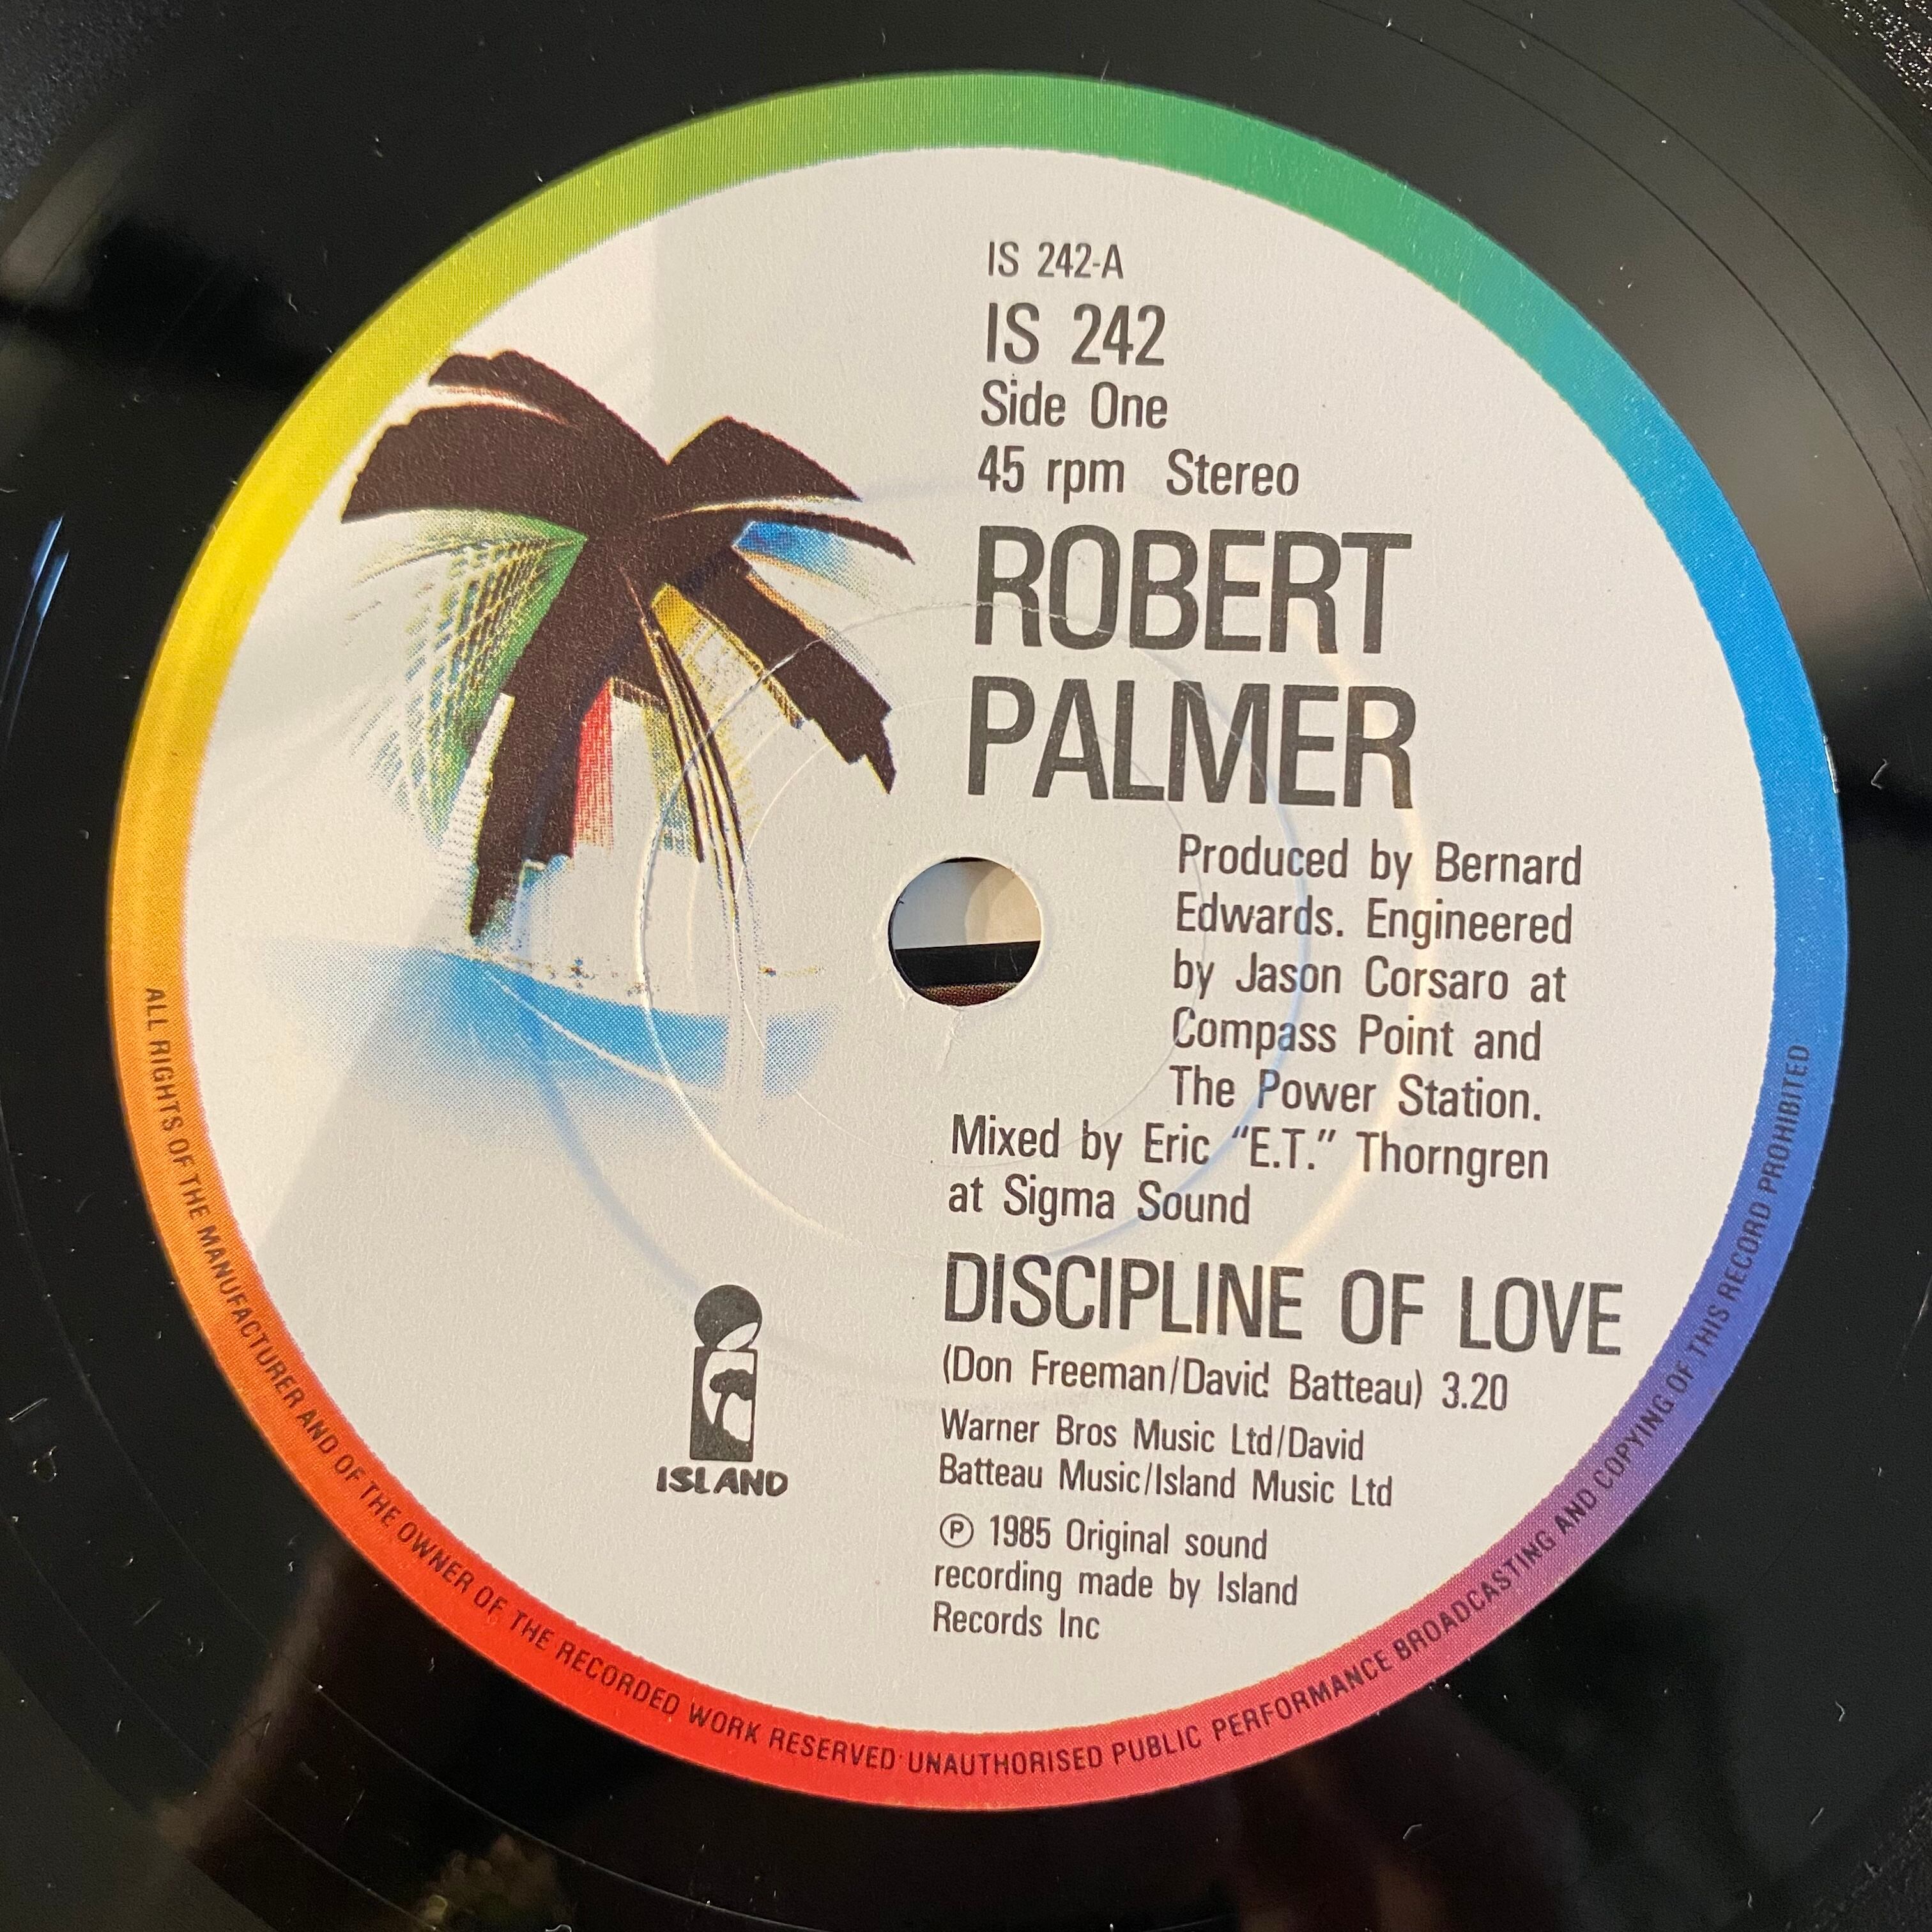 IS 242-A
IS 242
Side One
45 rpm Stereo
ROBERT
PALMER
Produced by Bernard
Edwards. Engineered
by Jason Corsaro at
Compass Point and
The Power Station.
Mixed by Eric "E.T." Thorngren
at Sigma Sound
DISCIPLINE OF LOVE
(Don Freeman/David Batteau) 3.20
Warner Bros Music Ltd/David
Batteau Music/Island Music Ltd
Ⓟ 1985 Original sound
recording made by Island
Records Inc
ISLAND
ALL RIGHTS OF THE MANUFACTURER AND OF THE OWNER OF THE RECORDED WORK RESERVED·UNAUTHORISED PUBLIC PERFORMANCE BROADCASTING AND COPYING OF THIS RECORD PROHIBITED